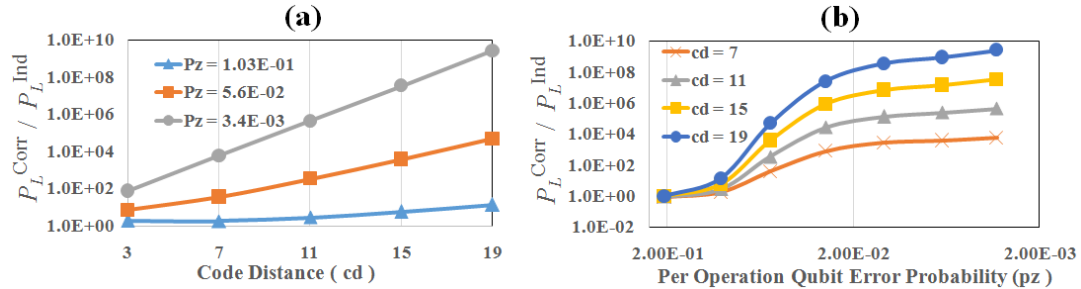 (a)
P_L^Corr / P_L^Ind
1.0E+10
1.0E+08
1.0E+06
1.0E+04
1.0E+02
1.0E+00
Pz = 1.03E-01
Pz = 5.6E-02
Pz = 3.4E-03
3 7 11 15 19
Code Distance ( cd )
(b)
P_L^Corr / P_L^Ind
1.0E+10
1.0E+08
1.0E+06
1.0E+04
1.0E+02
1.0E+00
1.0E-02
cd = 7
cd = 11
cd = 15
cd = 19
2.00E-01 2.00E-02 2.00E-03
Per Operation Qubit Error Probability (pz)